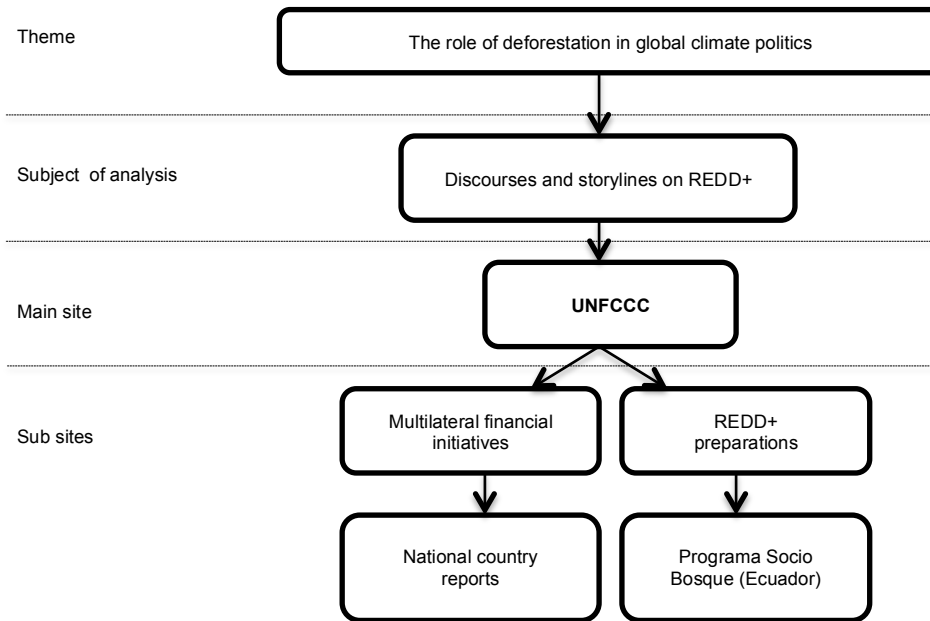 Theme
The role of deforestation in global climate politics
Subject of analysis
Discourses and storylines on REDD+
Main site
UNFCCC
Sub sites
Multilateral financial
initiatives
REDD+
preparations
National country
reports
Programa Socio
Bosque (Ecuador)